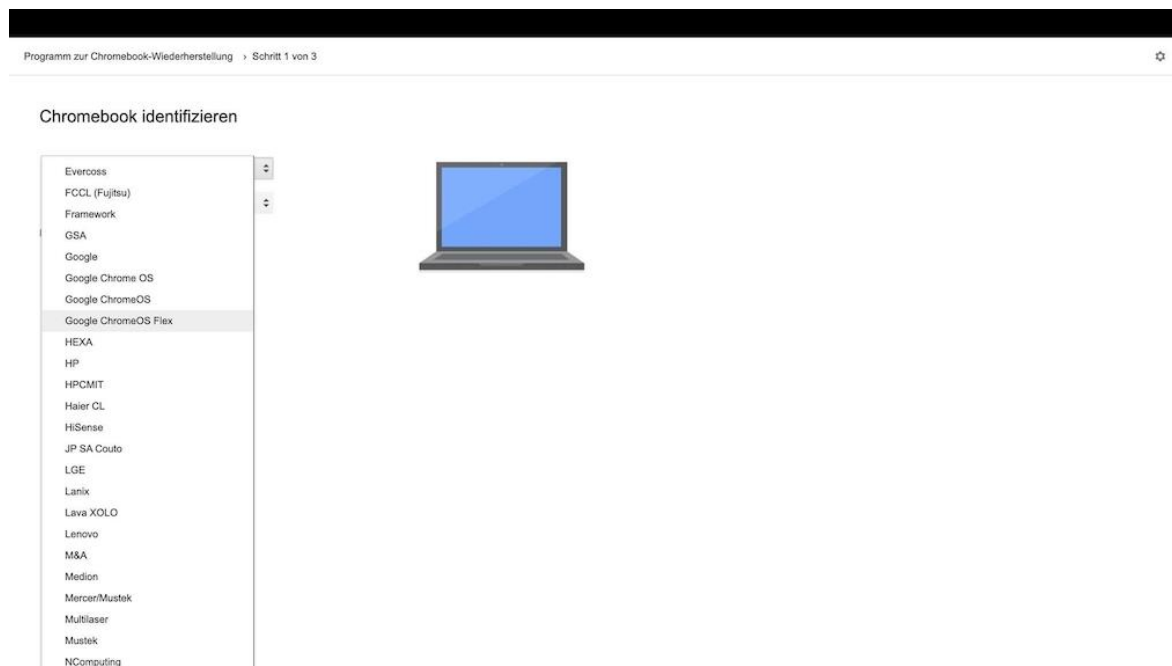 Programm zur Chromebook-Wiederherstellung › Schritt 1 von 3
Chromebook identifizieren
Evercoss
FCCL (Fujitsu)
Framework
GSA
Google
Google Chrome OS
Google ChromeOS
Google ChromeOS Flex
HEXA
HP
HPCMIT
Haier CL
HiSense
JP SA Couto
LGE
Lanix
Lava XOLO
Lenovo
M&A
Medion
Mercer/Mustek
Multilaser
Mustek
NComputing